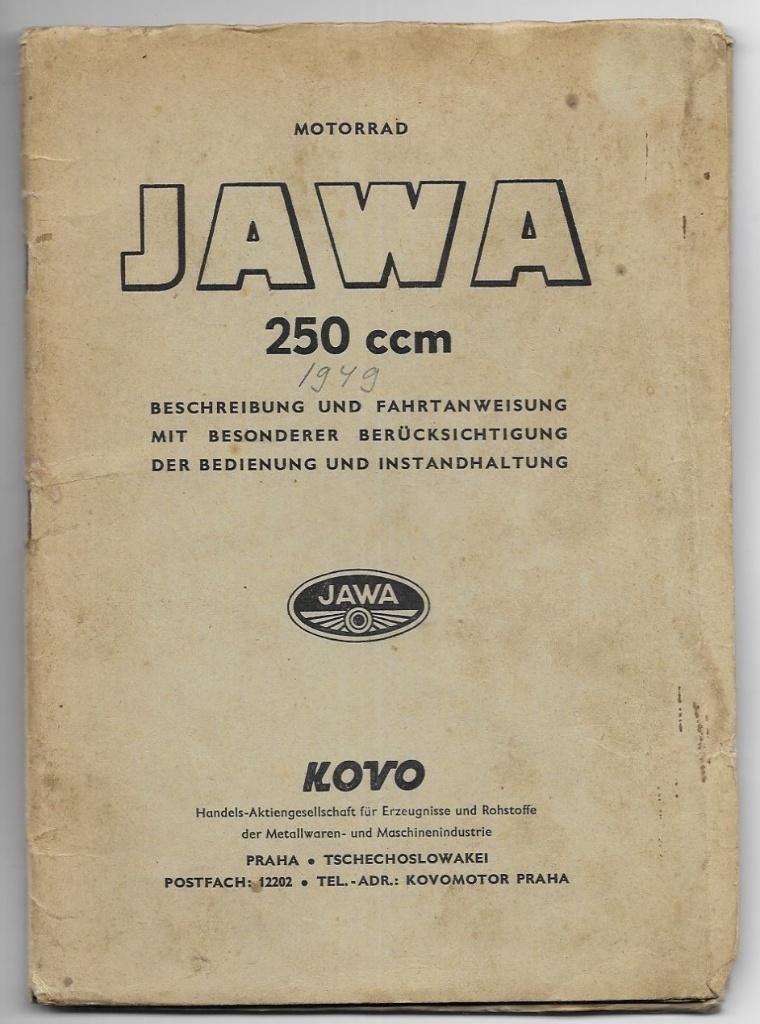 MOTORRAD
JAWA
250 ccm
1949
BESCHREIBUNG UND FAHRTANWEISUNG
MIT BESONDERER BERÜCKSICHTIGUNG
DER BEDIENUNG UND INSTANDHALTUNG
JAWA
KOVO
Handels-Aktiengesellschaft für Erzeugnisse und Rohstoffe
der Metallwaren- und Maschinenindustrie
PRAHA • TSCHECHOSLOWAKEI
POSTFACH: 12202 • TEL.-ADR.: KOVOMOTOR PRAHA